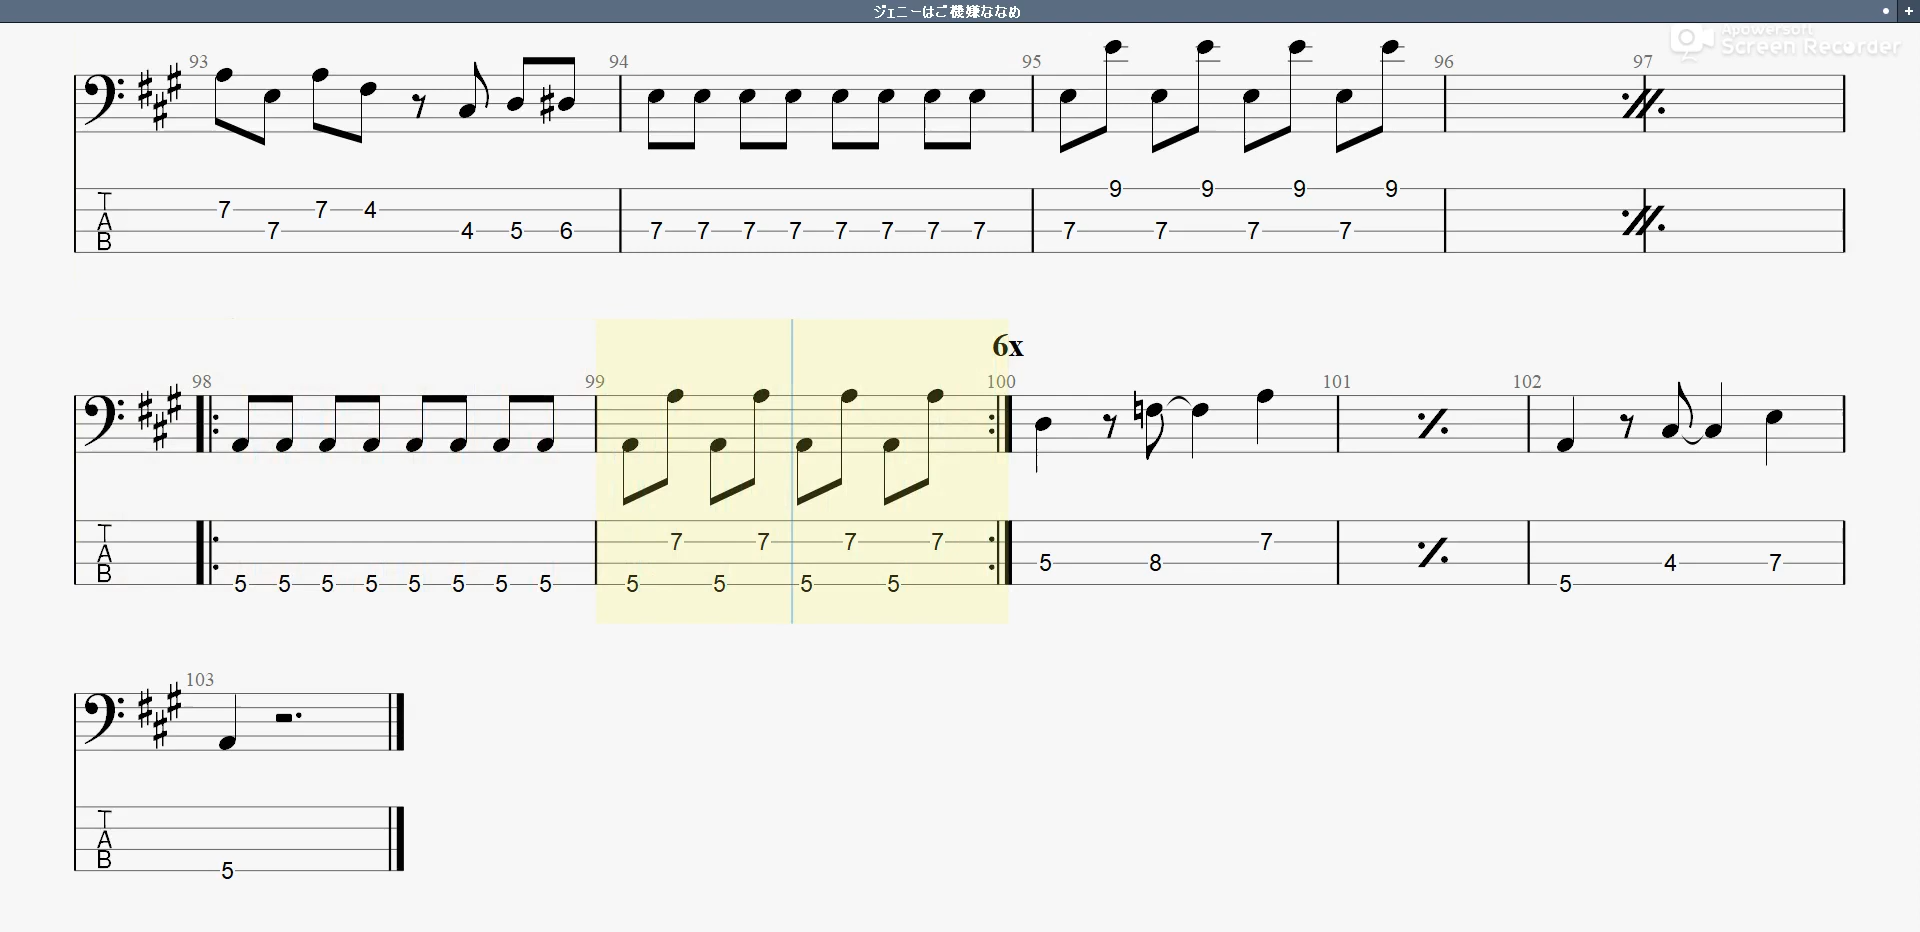 ジェニーはご機嫌ななめ
Apowersoft
Screen Recorder
93 94 95 96 97
T A B 7 7 7 4 4 5 6 7 7 7 7 7 7 7 7 7 9 7 9 7 9 7 9
6x
98 99 100 101 102
T A B 5 5 5 5 5 5 5 5 5 7 5 7 5 7 5 7 5 8 7 5 4 7
103
T A B 5